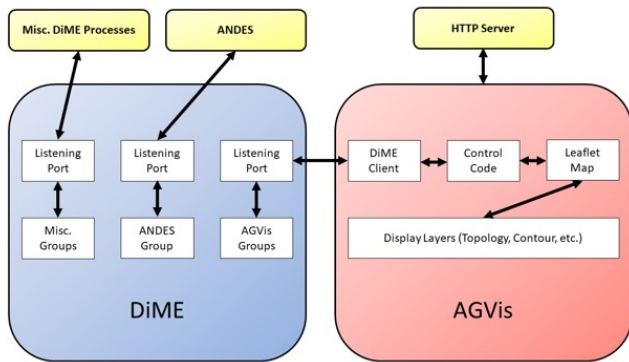 Misc. DiME Processes
ANDES
HTTP Server
Listening
Port
Listening
Port
Listening
Port
DiME
Client
Control
Code
Leaflet
Map
Misc.
Groups
ANDES
Group
AGVis
Groups
Display Layers (Topology, Contour, etc.)
DiME
AGVis